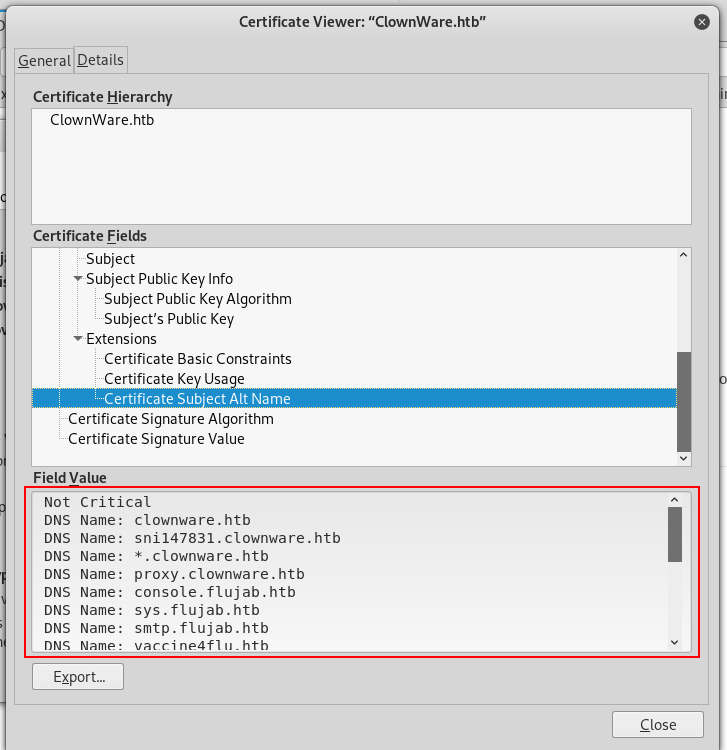 Certificate Viewer: “ClownWare.htb”
General Details
Certificate Hierarchy
ClownWare.htb
Certificate Fields
Subject
Subject Public Key Info
Subject Public Key Algorithm
Subject’s Public Key
Extensions
Certificate Basic Constraints
Certificate Key Usage
Certificate Subject Alt Name
Certificate Signature Algorithm
Certificate Signature Value
Field Value
Not Critical
DNS Name: clownware.htb
DNS Name: sni147831.clownware.htb
DNS Name: *.clownware.htb
DNS Name: proxy.clownware.htb
DNS Name: console.flujab.htb
DNS Name: sys.flujab.htb
DNS Name: smtp.flujab.htb
DNS Name: vaccine4flu.htb
Export...
Close